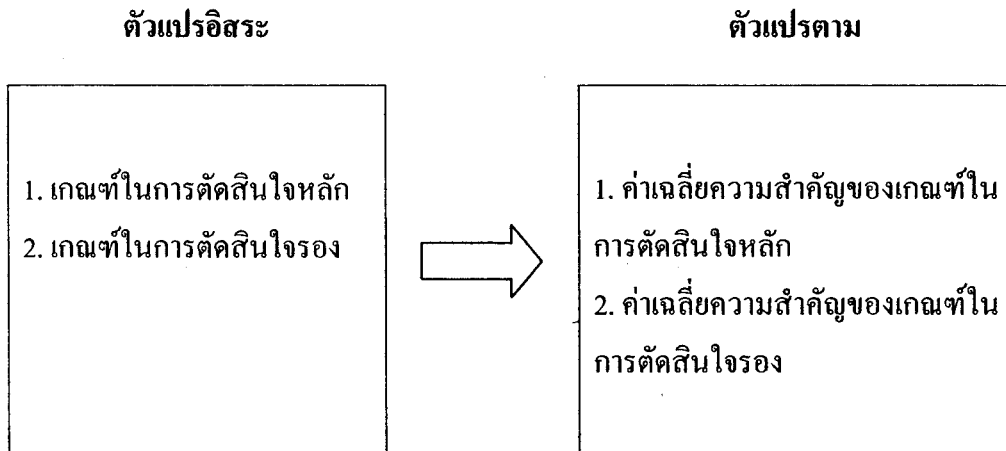 ตัวแปรอิสระ
ตัวแปรตาม
1. เกณฑ์ในการตัดสินใจหลัก
2. เกณฑ์ในการตัดสินใจรอง
1. ค่าเฉลี่ยความสำคัญของเกณฑ์ใน
การตัดสินใจหลัก
2. ค่าเฉลี่ยความสำคัญของเกณฑ์ใน
การตัดสินใจรอง